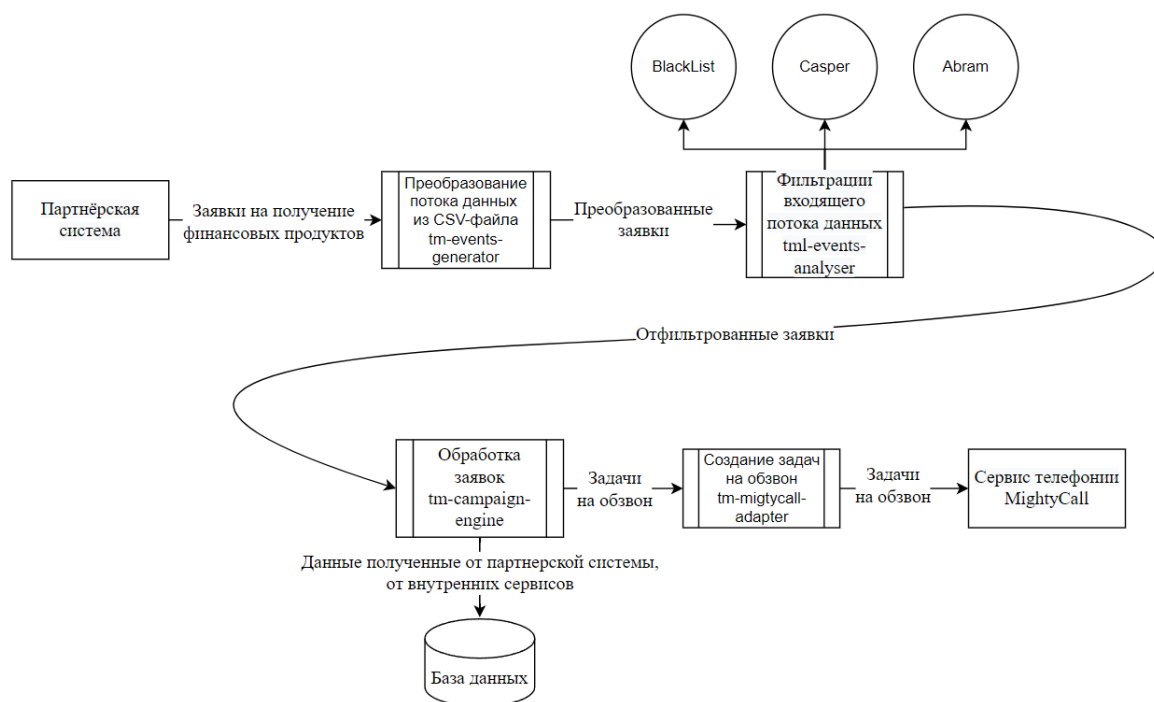 BlackList
Casper
Abram
Партнёрская
система
Заявки на получение
финансовых продуктов
Преобразование
потока данных
из CSV-файла
tm-events-
generator
Преобразованные
заявки
Фильтрации
входящего
потока данных
tml-events-
analyser
Отфильтрованные заявки
Обработка
заявок
tm-campaign-
engine
Задачи
на обзвон
Создание задач
на обзвон
tm-migtycall-
adapter
Задачи
на обзвон
Сервис телефонии
MightyCall
Данные полученные от партнерской системы,
от внутренних сервисов
База данных